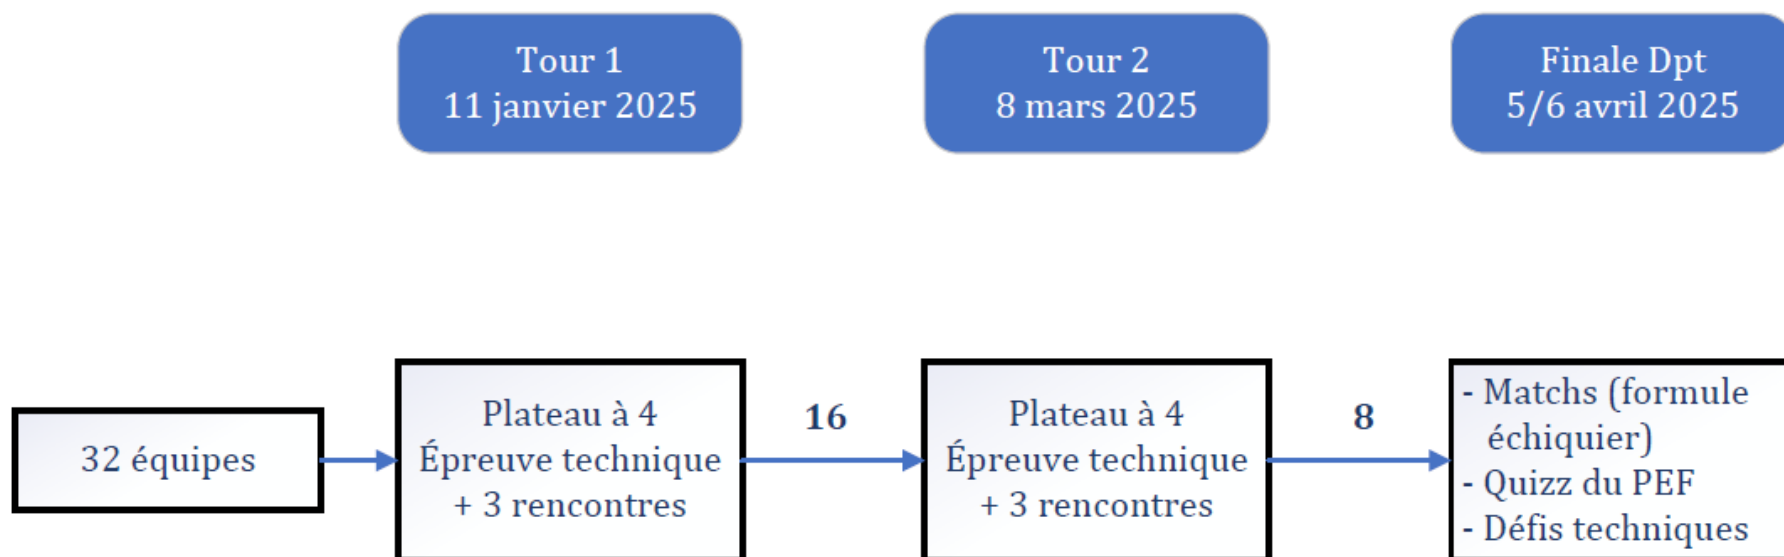 Tour 1
11 janvier 2025
Tour 2
8 mars 2025
Finale Dpt
5/6 avril 2025
32 équipes
Plateau à 4
Épreuve technique
+ 3 rencontres
16
Plateau à 4
Épreuve technique
+ 3 rencontres
8
- Matchs (formule
échiquier)
- Quizz du PEF
- Défis techniques